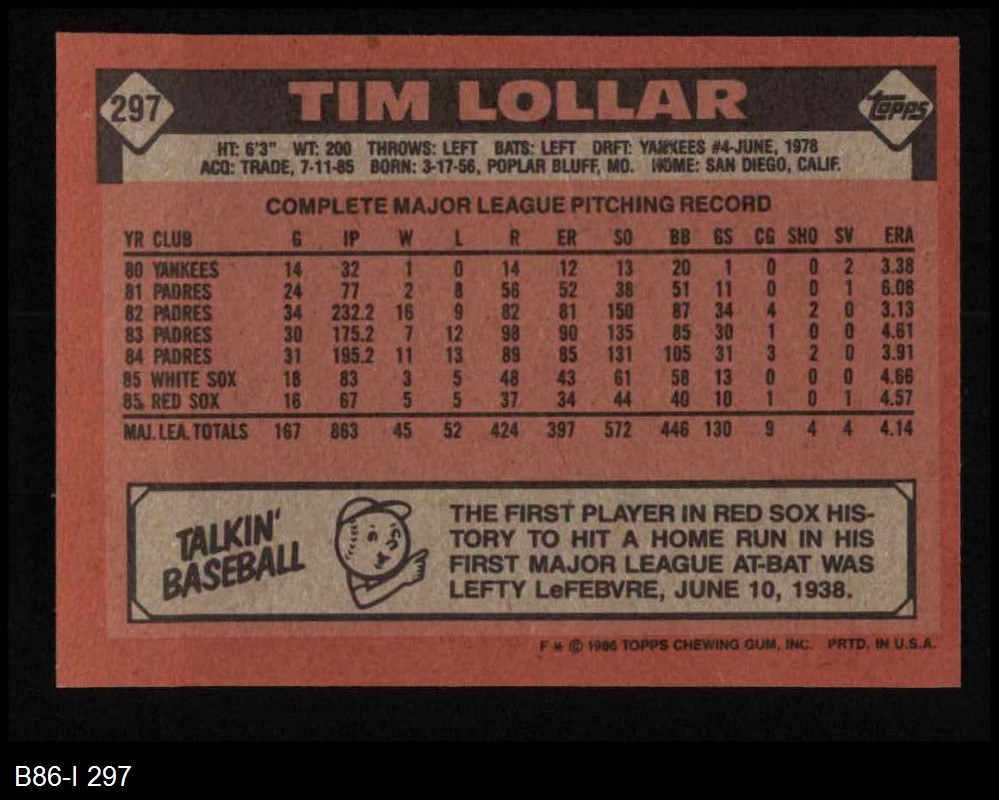 297
TIM LOLLAR
TOPPS
HT: 6'3" WT: 200 THROWS: LEFT BATS: LEFT DRFT: YANKEES #4-JUNE, 1978
ACQ: TRADE, 7-11-85 BORN: 3-17-56, POPLAR BLUFF, MO. HOME: SAN DIEGO, CALIF.
COMPLETE MAJOR LEAGUE PITCHING RECORD
YR CLUB G IP W L R ER SO BB GS CG SHO SV ERA
80 YANKEES 14 32 1 0 14 12 13 20 1 0 0 2 3.38
81 PADRES 24 77 2 8 56 52 38 51 11 0 0 1 6.08
82 PADRES 34 232.2 16 9 82 81 150 87 34 4 2 0 3.13
83 PADRES 30 175.2 7 12 98 90 135 85 30 1 0 0 4.61
84 PADRES 31 195.2 11 13 89 85 131 105 31 3 2 0 3.91
85 WHITE SOX 18 83 3 5 48 43 61 58 13 0 0 0 4.66
85 RED SOX 16 67 5 5 37 34 44 40 10 1 0 1 4.57
MAJ. LEA. TOTALS 167 863 45 52 424 397 572 446 130 9 4 4 4.14
TALKIN'
BASEBALL
THE FIRST PLAYER IN RED SOX HIS-
TORY TO HIT A HOME RUN IN HIS
FIRST MAJOR LEAGUE AT-BAT WAS
LEFTY LeFEBVRE, JUNE 10, 1938.
F * © 1986 TOPPS CHEWING GUM, INC. PRTD. IN U.S.A.
B86-I 297